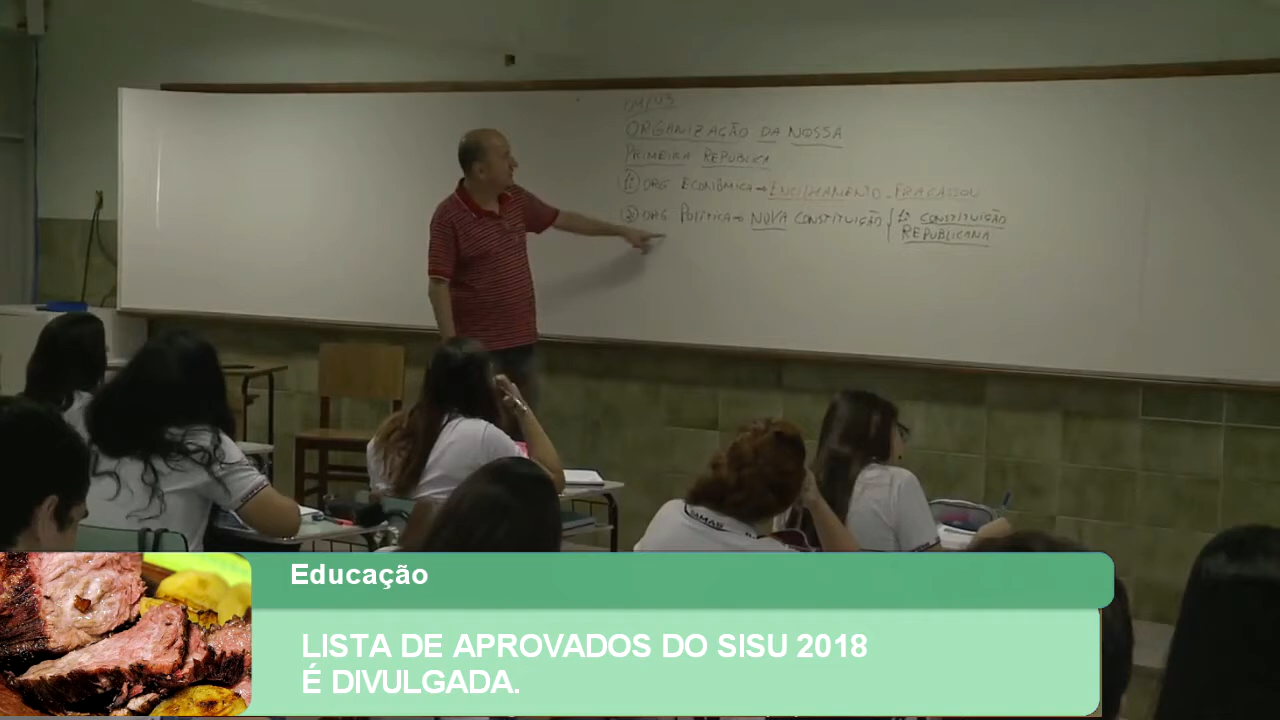 ORGANIZAÇÃO DA NOSSA
PRIMEIRA REPUBLICA
① ORG ECONÔMICA → ENCILHAMENTO - FRACASSOU
② ORG POLÍTICA → NOVA CONSTITUIÇÃO { 1ª CONSTITUIÇÃO
REPUBLICANA
Educação
LISTA DE APROVADOS DO SISU 2018
É DIVULGADA.